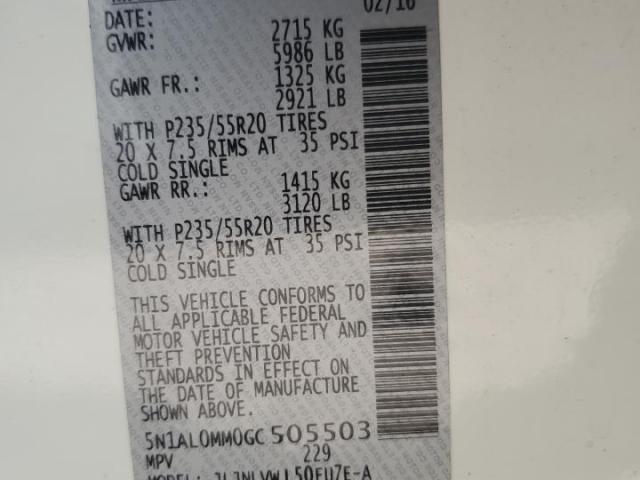 DATE: 02/16
GVWR: 2715 KG
5986 LB
GAWR FR.: 1325 KG
2921 LB
WITH P235/55R20 TIRES
20 X 7.5 RIMS AT 35 PSI
COLD SINGLE
GAWR RR.: 1415 KG
3120 LB
WITH P235/55R20 TIRES
20 X 7.5 RIMS AT 35 PSI
COLD SINGLE
THIS VEHICLE CONFORMS TO
ALL APPLICABLE FEDERAL
MOTOR VEHICLE SAFETY AND
THEFT PREVENTION
STANDARDS IN EFFECT ON
THE DATE OF MANUFACTURE
5N1AL0MM0GC 505503
MPV 229
MODEL: